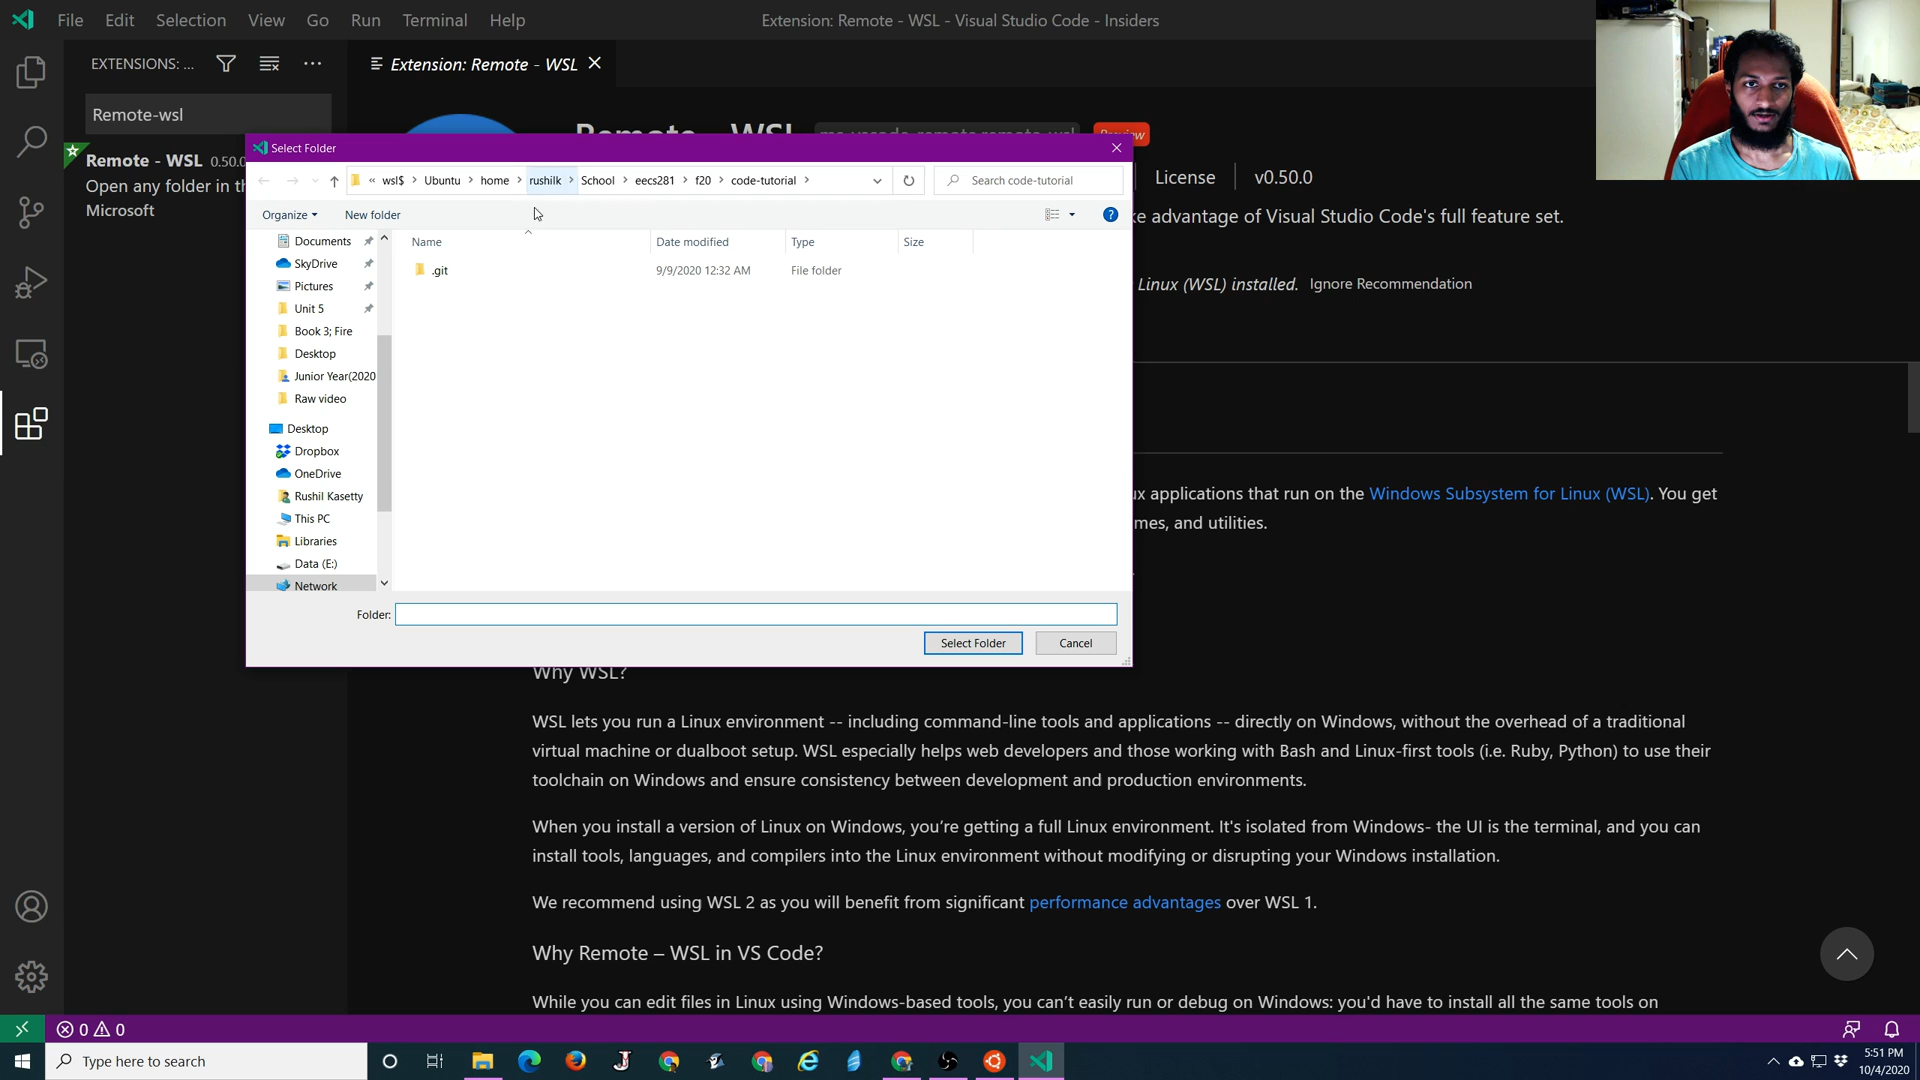 File Edit Selection View Go Run Terminal Help
Extension: Remote - WSL - Visual Studio Code - Insiders
EXTENSIONS: ...
Extension: Remote - WSL
Remote-wsl
Remote - WSL 0.50.0
Open any folder in th
Microsoft
Remote - WSL ms-vscode-remote.remote-wsl Preview
License v0.50.0
ke advantage of Visual Studio Code's full feature set.
Linux (WSL) installed. Ignore Recommendation
Select Folder
« wsl$ › Ubuntu › home › rushilk › School › eecs281 › f20 › code-tutorial ›
Search code-tutorial
Organize
New folder
Documents
SkyDrive
Pictures
Unit 5
Book 3; Fire
Desktop
Junior Year(2020
Raw video
Desktop
Dropbox
OneDrive
Rushil Kasetty
This PC
Libraries
Data (E:)
Network
Name Date modified Type Size
.git 9/9/2020 12:32 AM File folder
Folder:
Select Folder
Cancel
ux applications that run on the Windows Subsystem for Linux (WSL). You get
mes, and utilities.
Why WSL?
WSL lets you run a Linux environment -- including command-line tools and applications -- directly on Windows, without the overhead of a traditional
virtual machine or dualboot setup. WSL especially helps web developers and those working with Bash and Linux-first tools (i.e. Ruby, Python) to use their
toolchain on Windows and ensure consistency between development and production environments.
When you install a version of Linux on Windows, you’re getting a full Linux environment. It's isolated from Windows- the UI is the terminal, and you can
install tools, languages, and compilers into the Linux environment without modifying or disrupting your Windows installation.
We recommend using WSL 2 as you will benefit from significant performance advantages over WSL 1.
Why Remote – WSL in VS Code?
While you can edit files in Linux using Windows-based tools, you can’t easily run or debug on Windows: you'd have to install all the same tools on
0 0
Type here to search
5:51 PM
10/4/2020